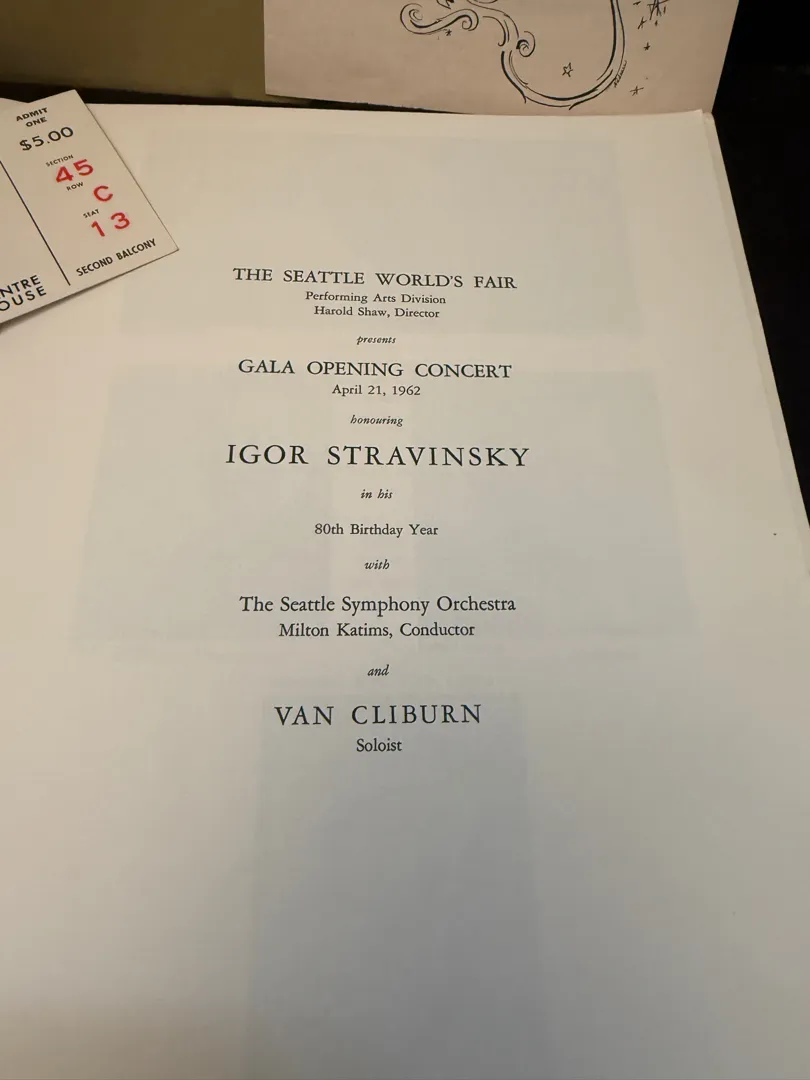 ADMIT
ONE
$5.00
SECTION
45
ROW
C
SEAT
13
SECOND BALCONY
THE SEATTLE WORLD'S FAIR
Performing Arts Division
Harold Shaw, Director
presents
GALA OPENING CONCERT
April 21, 1962
honouring
IGOR STRAVINSKY
in his
80th Birthday Year
with
The Seattle Symphony Orchestra
Milton Katims, Conductor
and
VAN CLIBURN
Soloist